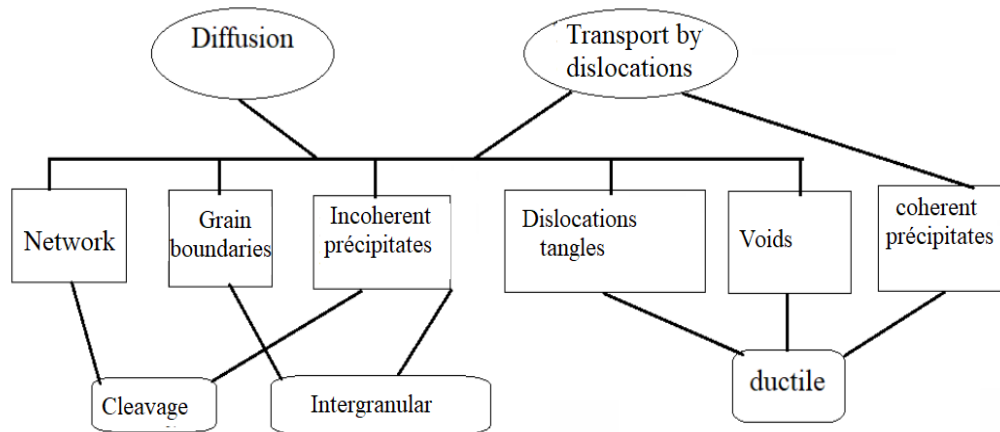 Diffusion
Transport by
dislocations
Network
Grain
boundaries
Incoherent
précipitates
Dislocations
tangles
Voids
coherent
précipitates
Cleavage
Intergranular
ductile